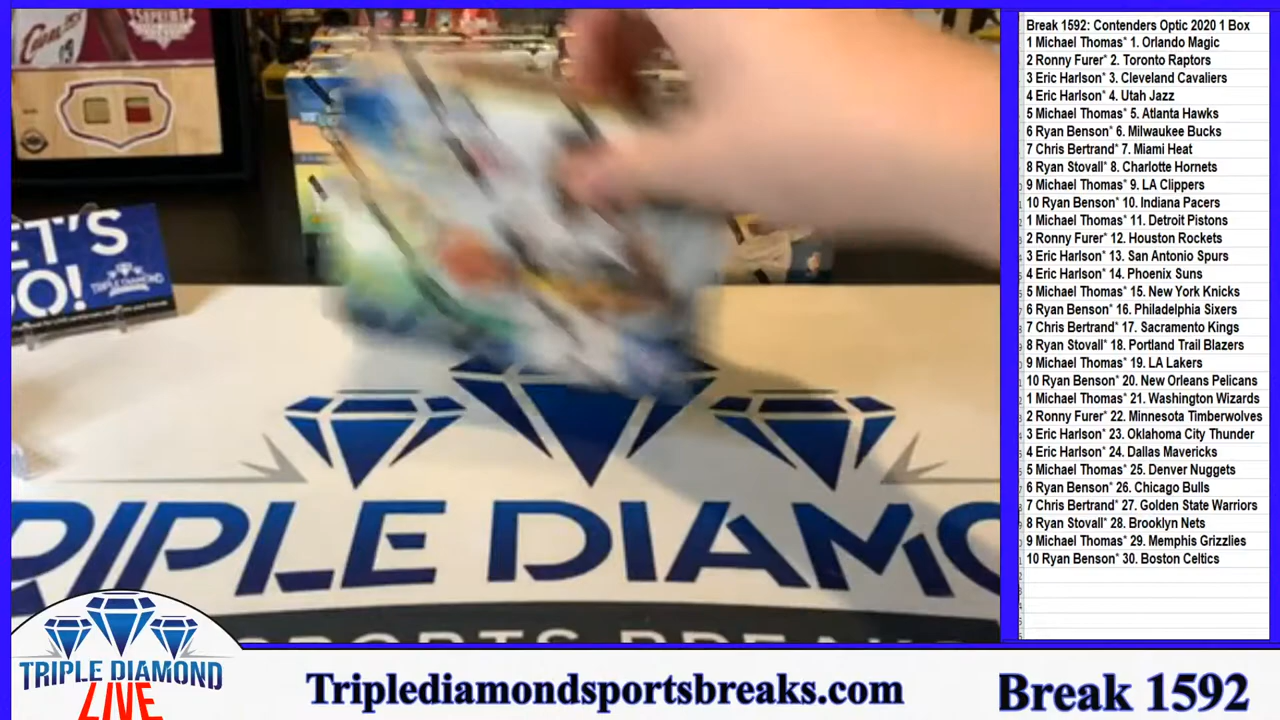 SUPREME
Cavs
ET'S
GO!
TRIPLE DIAMOND
TRIPLE DIAMO
SPORTS BREAK
TRIPLE DIAMOND
LIVE
Triplediamondsportsbreaks.com
Break 1592
Break 1592: Contenders Optic 2020 1 Box
1 Michael Thomas* 1. Orlando Magic
2 Ronny Furer* 2. Toronto Raptors
3 Eric Harlson* 3. Cleveland Cavaliers
4 Eric Harlson* 4. Utah Jazz
5 Michael Thomas* 5. Atlanta Hawks
6 Ryan Benson* 6. Milwaukee Bucks
7 Chris Bertrand* 7. Miami Heat
8 Ryan Stovall* 8. Charlotte Hornets
9 Michael Thomas* 9. LA Clippers
10 Ryan Benson* 10. Indiana Pacers
1 Michael Thomas* 11. Detroit Pistons
2 Ronny Furer* 12. Houston Rockets
3 Eric Harlson* 13. San Antonio Spurs
4 Eric Harlson* 14. Phoenix Suns
5 Michael Thomas* 15. New York Knicks
6 Ryan Benson* 16. Philadelphia Sixers
7 Chris Bertrand* 17. Sacramento Kings
8 Ryan Stovall* 18. Portland Trail Blazers
9 Michael Thomas* 19. LA Lakers
10 Ryan Benson* 20. New Orleans Pelicans
1 Michael Thomas* 21. Washington Wizards
2 Ronny Furer* 22. Minnesota Timberwolves
3 Eric Harlson* 23. Oklahoma City Thunder
4 Eric Harlson* 24. Dallas Mavericks
5 Michael Thomas* 25. Denver Nuggets
6 Ryan Benson* 26. Chicago Bulls
7 Chris Bertrand* 27. Golden State Warriors
8 Ryan Stovall* 28. Brooklyn Nets
9 Michael Thomas* 29. Memphis Grizzlies
10 Ryan Benson* 30. Boston Celtics